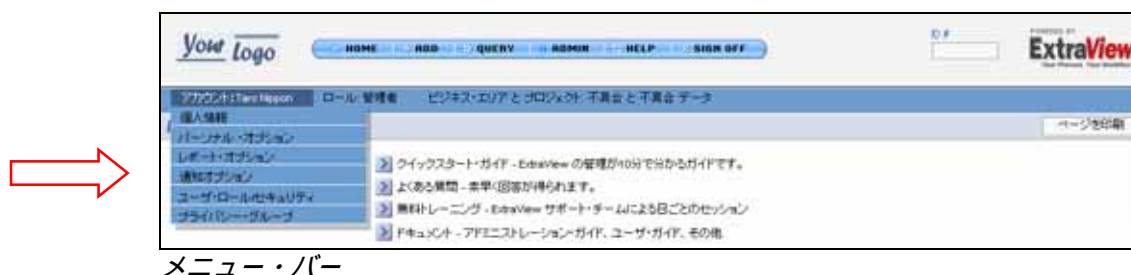 Your Logo
HOME ADD QUERY ADMIN HELP SIGN OFF
ID #
POWERED BY
ExtraView
アカウント: Taro Nippon ロール: 管理者 ビジネス・エリア と プロジェクト: 不具合 と 不具合 データ
個人情報
ページを印刷
パーソナル・オプション
レポート・オプション
クイックスタート・ガイド - ExtraView の管理が10分で分かるガイドです。
通知オプション
よくある質問 - 素早く回答が得られます。
ユーザ・ロール/セキュリティ
無料トレーニング - ExtraView サポート・チームによる日ごとのセッション
プライバシー・グループ
ドキュメント - アドミニストレーション・ガイド、ユーザ・ガイド、その他
メニュー・バー